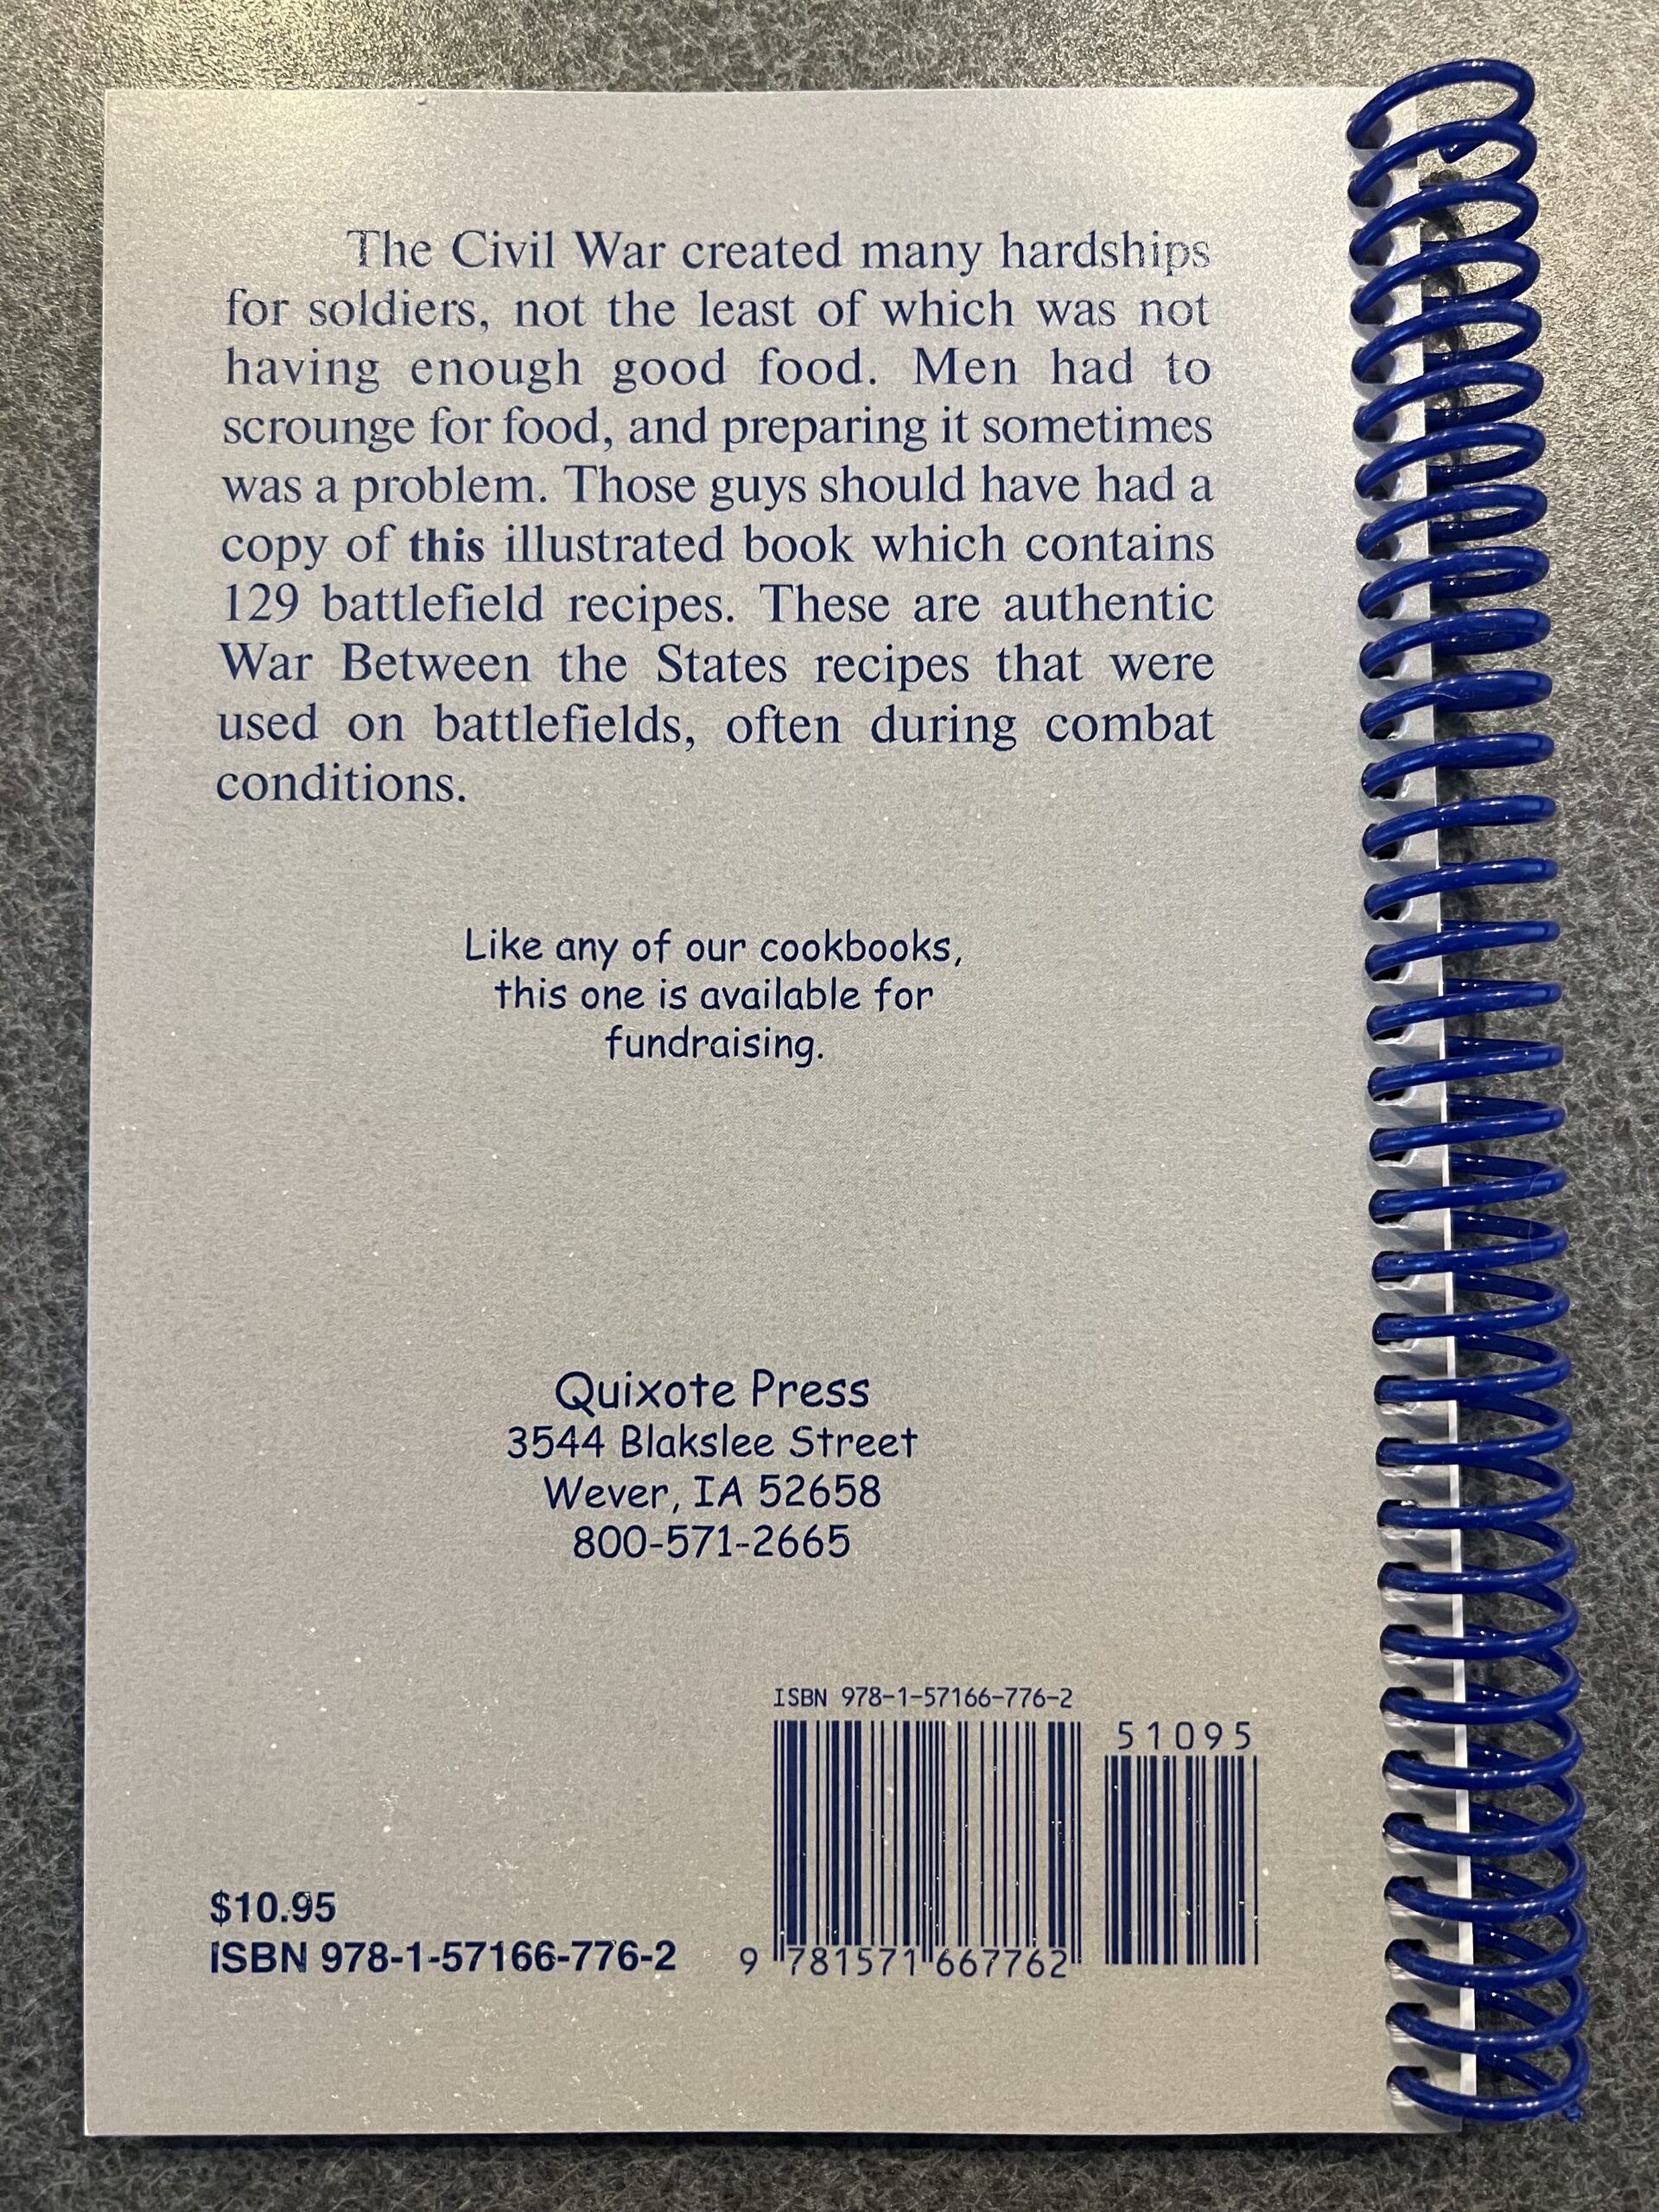 The Civil War created many hardships
for soldiers, not the least of which was not
having enough good food. Men had to
scrounge for food, and preparing it sometimes
was a problem. Those guys should have had a
copy of this illustrated book which contains
129 battlefield recipes. These are authentic
War Between the States recipes that were
used on battlefields, often during combat
conditions.
Like any of our cookbooks,
this one is available for
fundraising.
Quixote Press
3544 Blakslee Street
Wever, IA 52658
800-571-2665
ISBN 978-1-57166-776-2
51095
$10.95
ISBN 978-1-57166-776-2
9 781571 667762